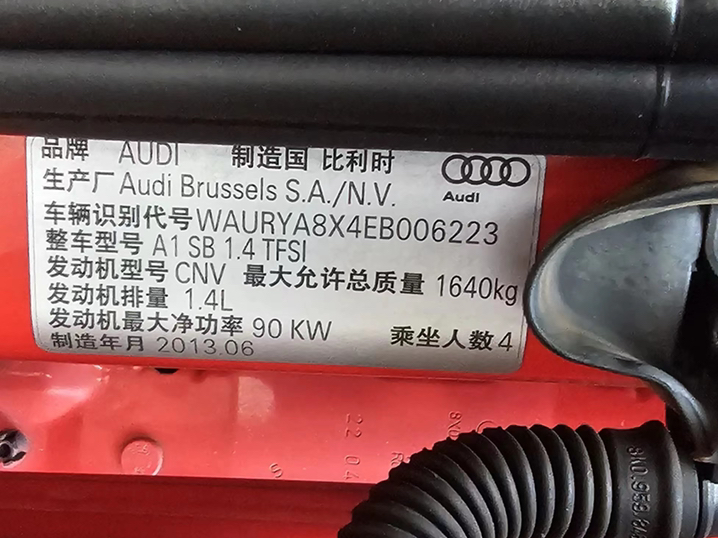 品牌 AUDI 制造国 比利时
生产厂 Audi Brussels S.A./N.V.
Audi
车辆识别代号 WAURYA8X4EB006223
整车型号 A1 SB 1.4 TFSI
发动机型号 CNV 最大允许总质量 1640kg
发动机排量 1.4L
发动机最大净功率 90 KW 乘坐人数 4
制造年月 2013.06
22 04
S